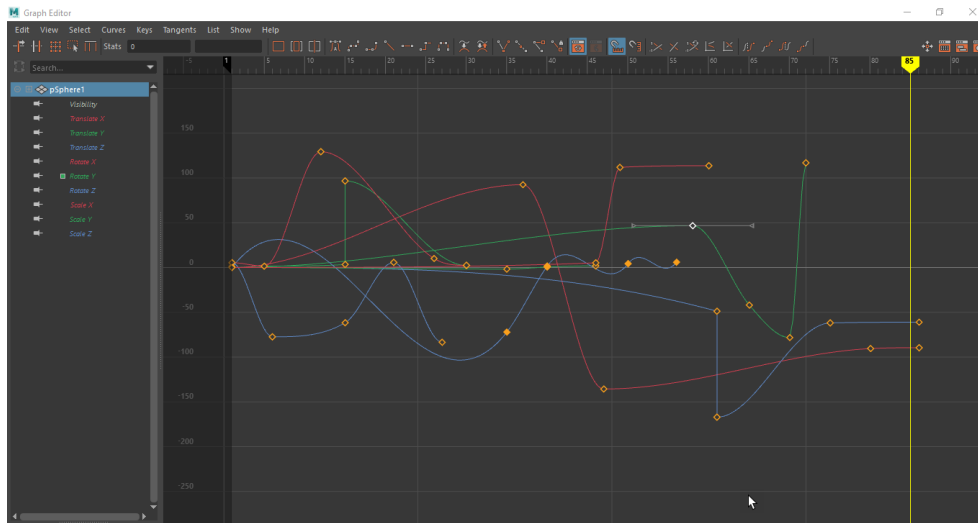 Graph Editor
Edit View Select Curves Keys Tangents List Show Help
Stats 0
Search...
-5 1 5 10 15 20 25 30 35 40 45 50 55 60 65 70 75 80 85 90
pSphere1
Visibility
Translate X
Translate Y
Translate Z
Rotate X
Rotate Y
Rotate Z
Scale X
Scale Y
Scale Z
150
100
50
0
-50
-100
-150
-200
-250